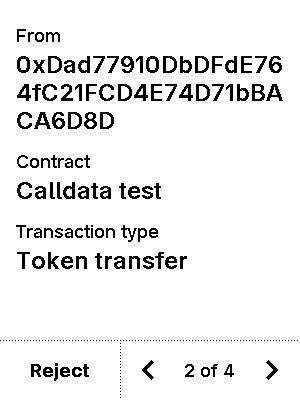 From
0xDad77910DbDFdE76
4fC21FCD4E74D71bBA
CA6D8D
Contract
Calldata test
Transaction type
Token transfer
Reject
2 of 4